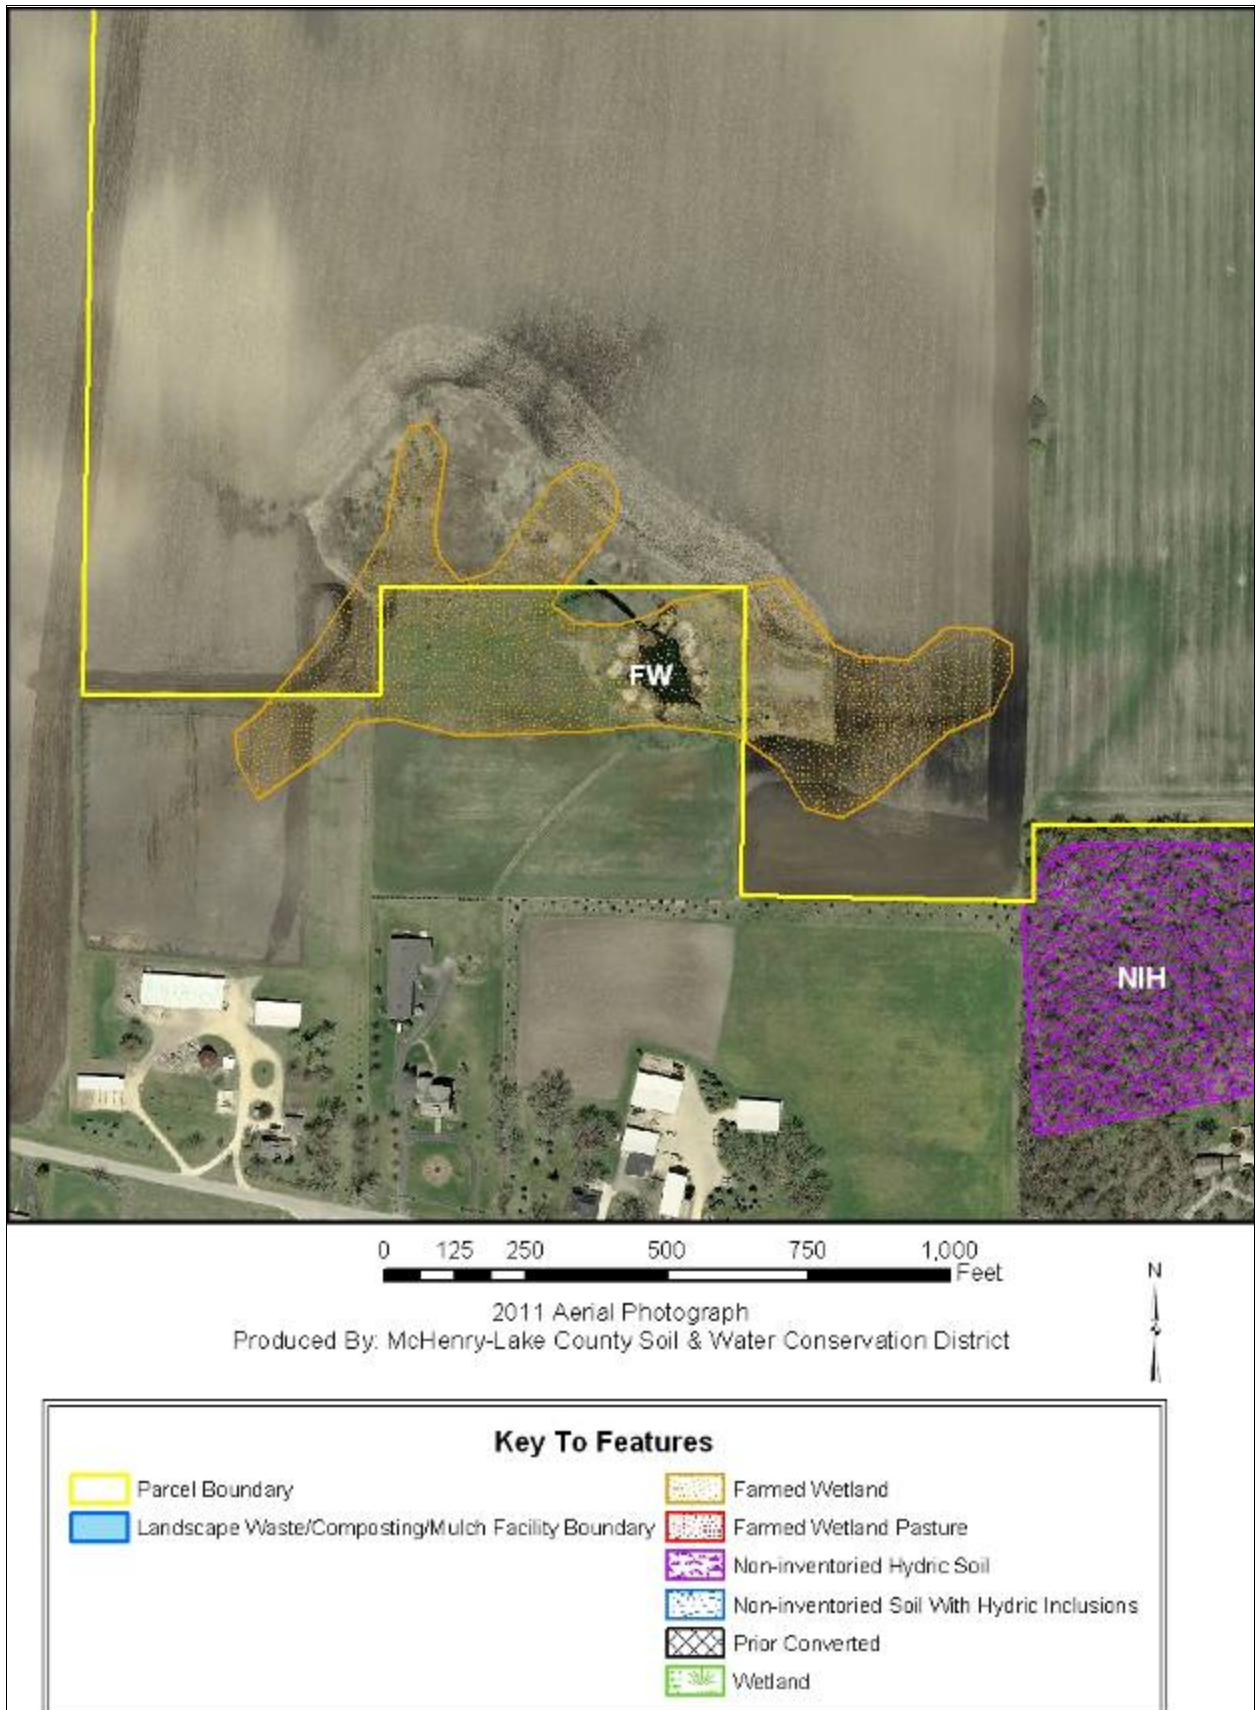 FW
NIH
0 125 250 500 750 1,000
Feet
N
2011 Aerial Photograph
Produced By: McHenry-Lake County Soil & Water Conservation District
Key To Features
Parcel Boundary
Landscape Waste/Composting/Mulch Facility Boundary
Farmed Wetland
Farmed Wetland Pasture
Non-inventoried Hydric Soil
Non-inventoried Soil With Hydric Inclusions
Prior Converted
Wetland